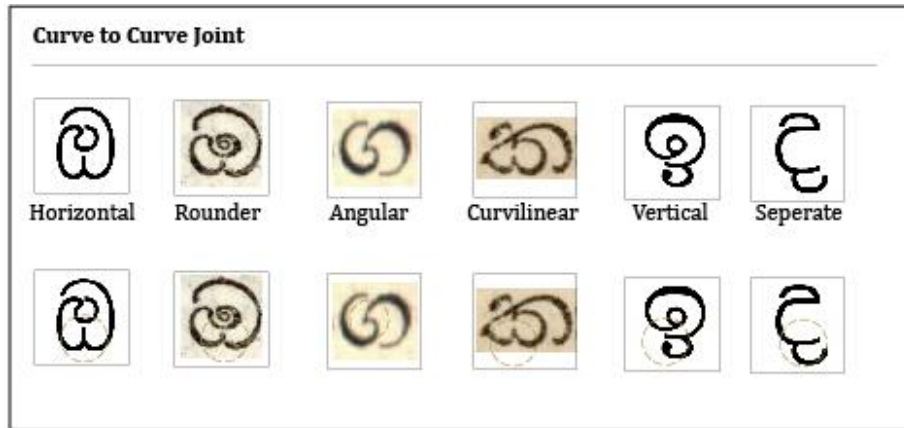 Curve to Curve Joint
Horizontal Rounder Angular Curvilinear Vertical Seperate